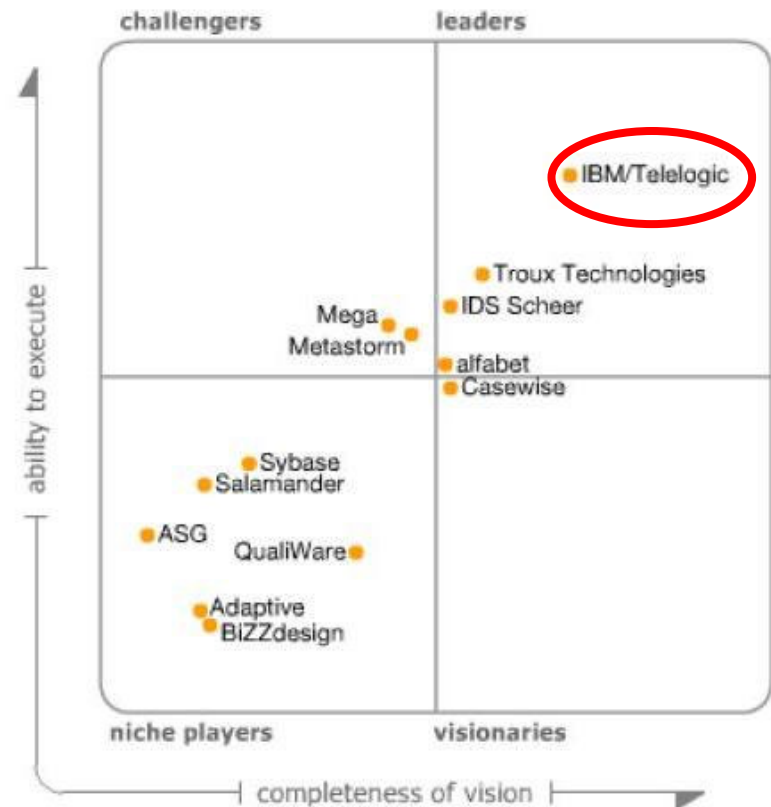 challengers
leaders
IBM/Telelogic
Troux Technologies
IDS Scheer
Mega
Metastorm
alfabet
Casewise
ability to execute
Sybase
Salamander
ASG
QualiWare
Adaptive
BiZZdesign
niche players
visionaries
completeness of vision